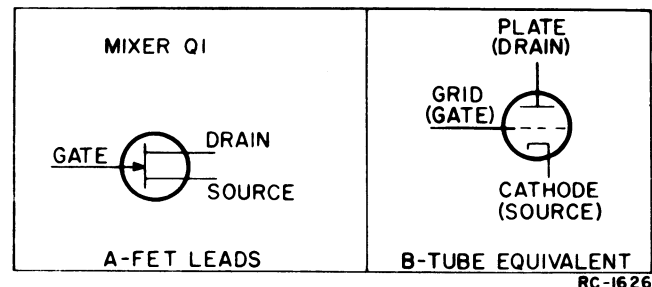 MIXER Q1
GATE
DRAIN
SOURCE
A-FET LEADS
PLATE
(DRAIN)
GRID
(GATE)
CATHODE
(SOURCE)
B-TUBE EQUIVALENT
RC-1626